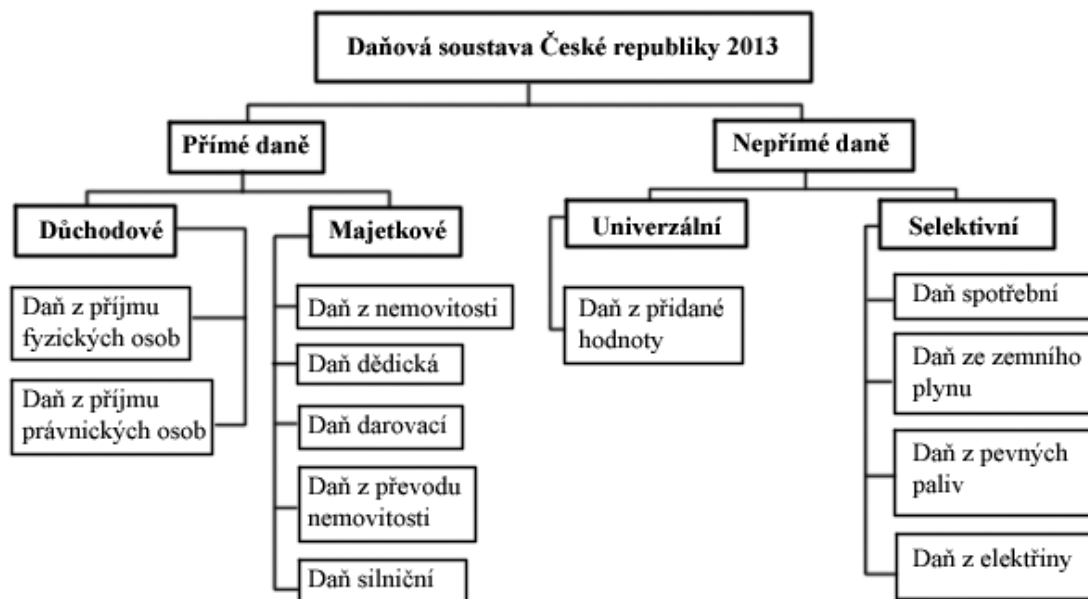 Daňová soustava České republiky 2013
Přímé daně
Nepřímé daně
Důchodové
Majetkové
Univerzální
Selektivní
Daň z příjmu
fyzických osob
Daň z příjmu
právnických osob
Daň z nemovitosti
Daň dědická
Daň darovací
Daň z převodu
nemovitosti
Daň silniční
Daň z přidané
hodnoty
Daň spotřební
Daň ze zemního
plynu
Daň z pevných
paliv
Daň z elektřiny